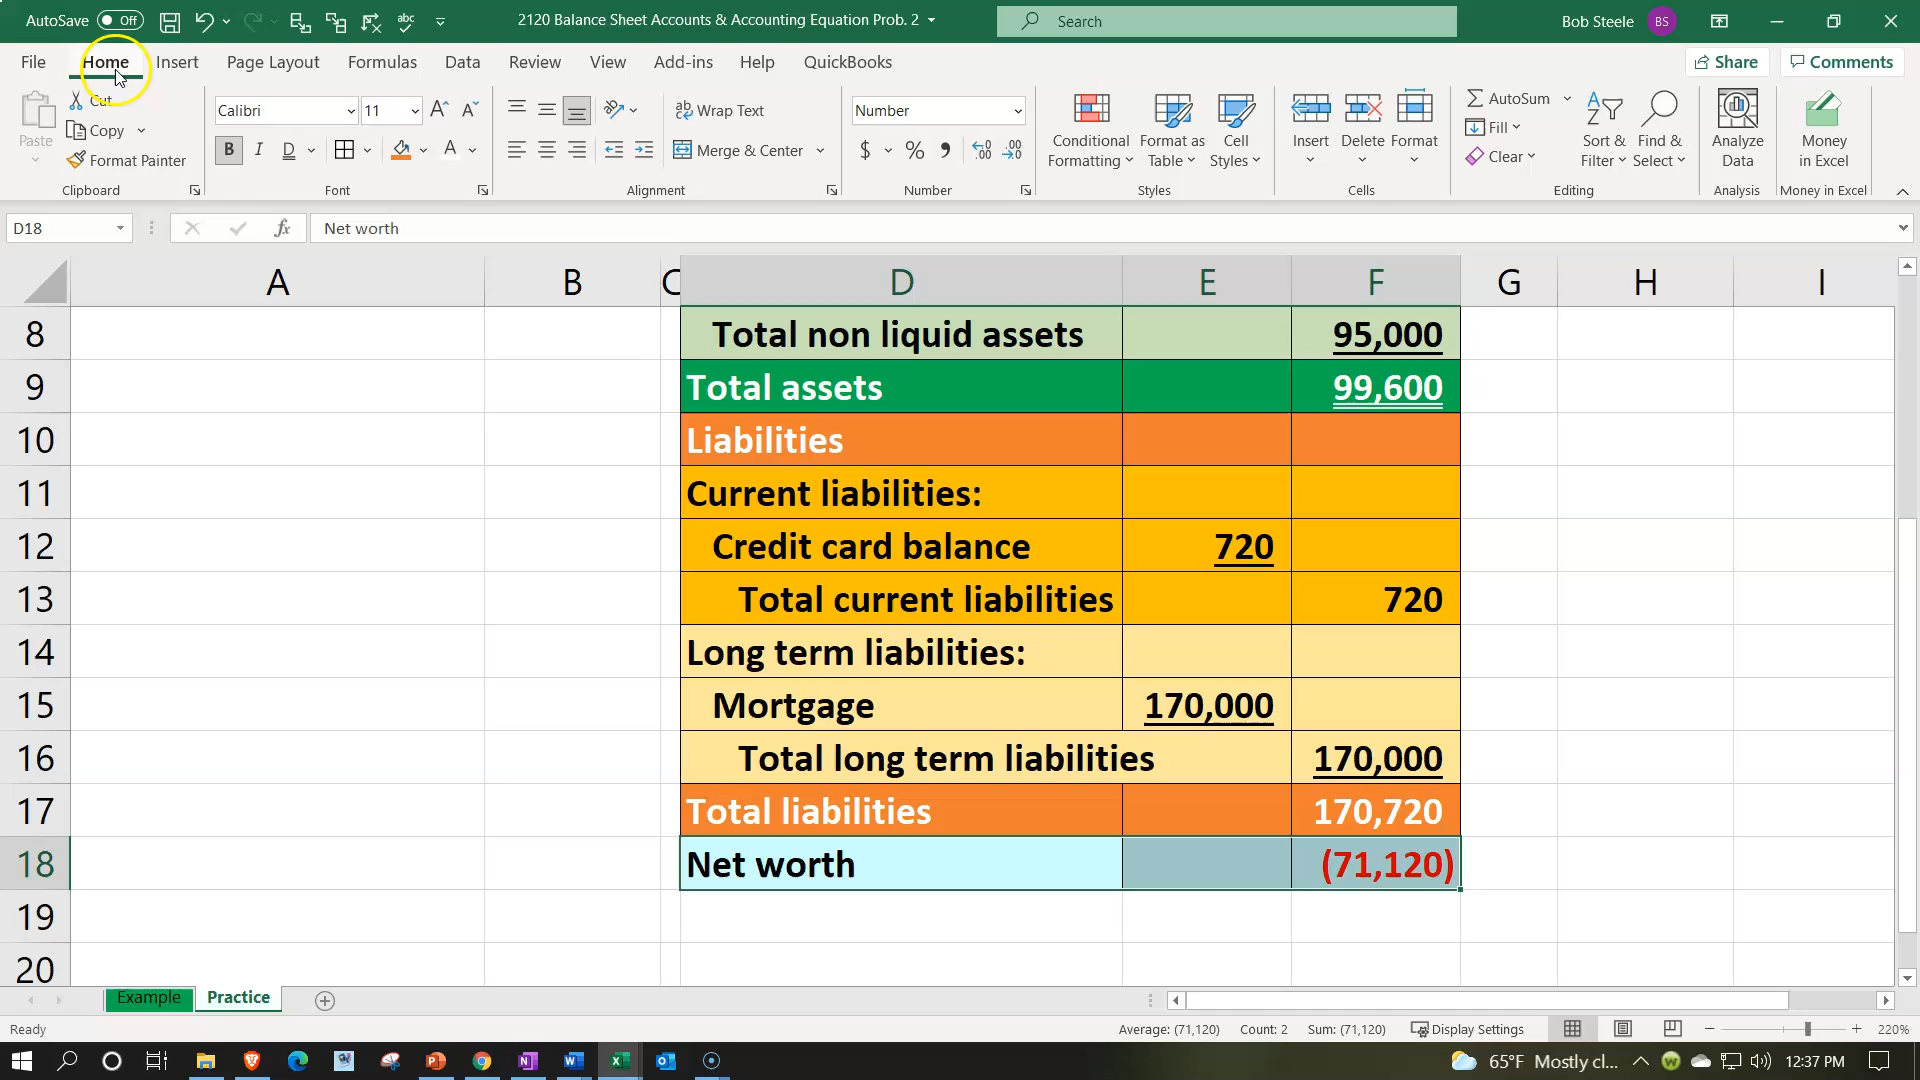 AutoSave Off 2120 Balance Sheet Accounts & Accounting Equation Prob. 2 Search Bob Steele BS
File Home Insert Page Layout Formulas Data Review View Add-ins Help QuickBooks Share Comments
Paste Cut Copy Format Painter
Clipboard
Calibri 11
B I D A
Font
Wrap Text
Merge & Center
Alignment
Number
$ % ,
Number
Conditional Formatting
Format as Table
Cell Styles
Styles
Insert Delete Format
Cells
AutoSum
Fill
Clear
Sort & Filter
Find & Select
Editing
Analyze Data
Analysis
Money in Excel
Money in Excel
D18 fx Net worth
A B C D E F G H I
8 Total non liquid assets 95,000
9 Total assets 99,600
10 Liabilities
11 Current liabilities:
12 Credit card balance 720
13 Total current liabilities 720
14 Long term liabilities:
15 Mortgage 170,000
16 Total long term liabilities 170,000
17 Total liabilities 170,720
18 Net worth (71,120)
19
20
Example Practice
Ready Average: (71,120) Count: 2 Sum: (71,120) Display Settings 220%
65°F Mostly cl... 12:37 PM